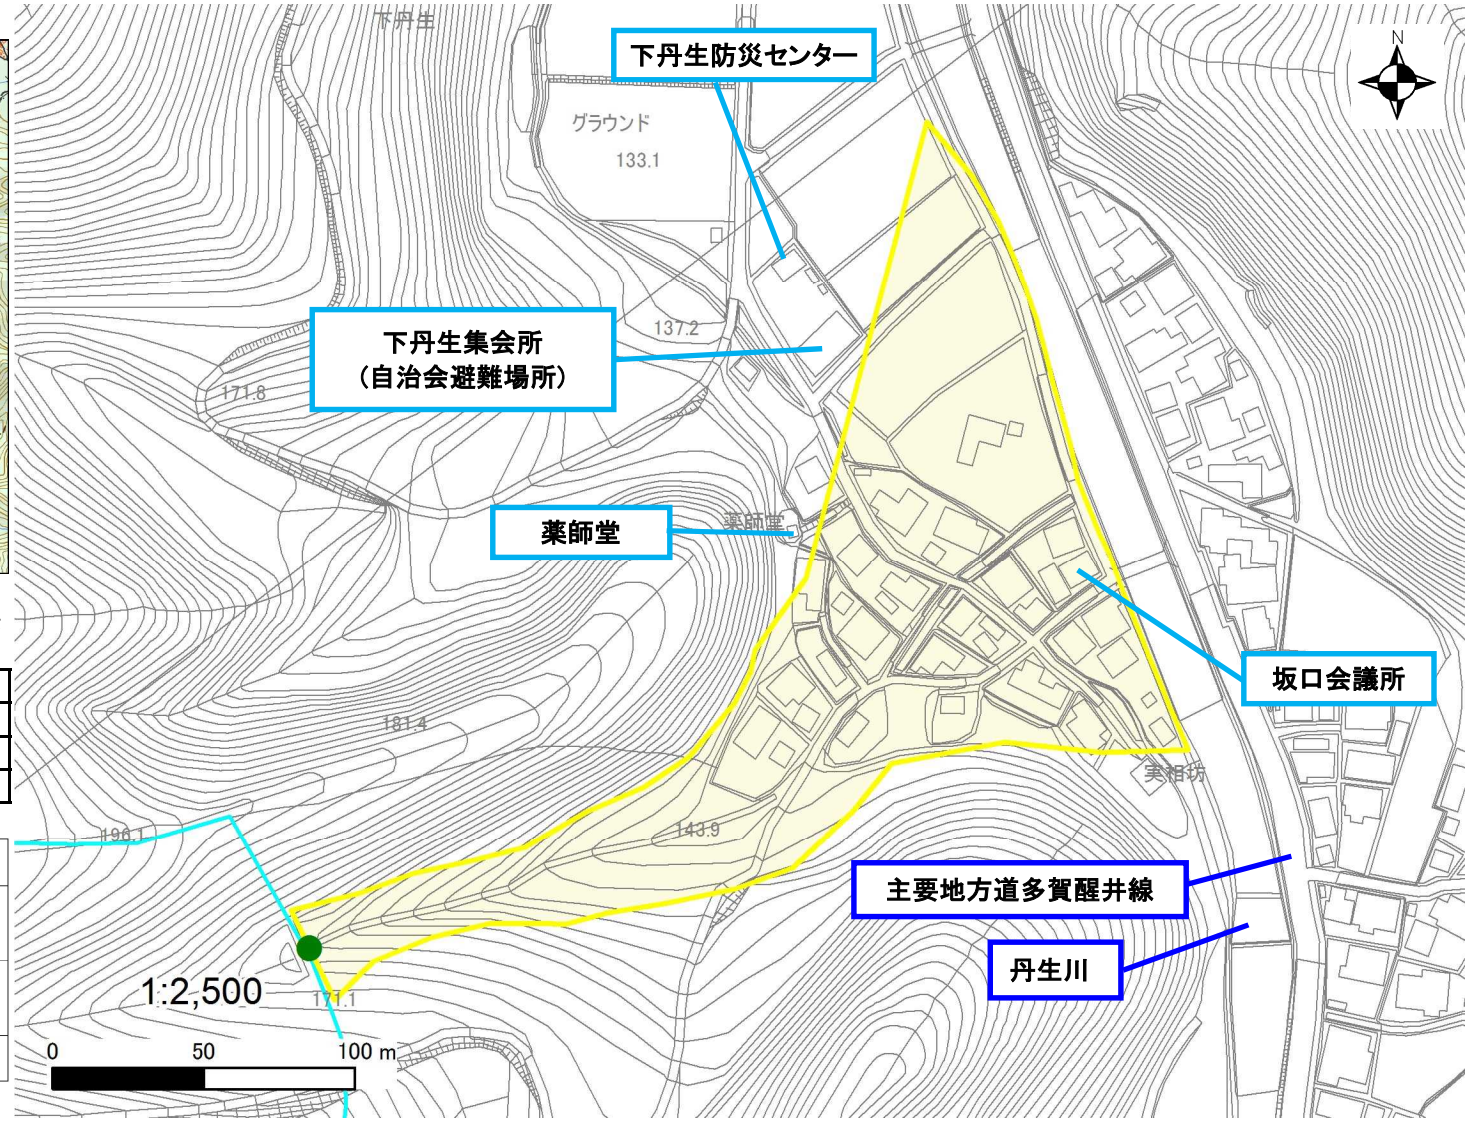 下丹生
下丹生防災センター
N
グラウンド
133.1
下丹生集会所
（自治会避難場所）
137.2
171.8
薬師堂
薬師堂
坂口会議所
181.4
実相坊
143.9
196.1
主要地方道多賀醒井線
丹生川
1:2,500
171.1
0 50 100 m